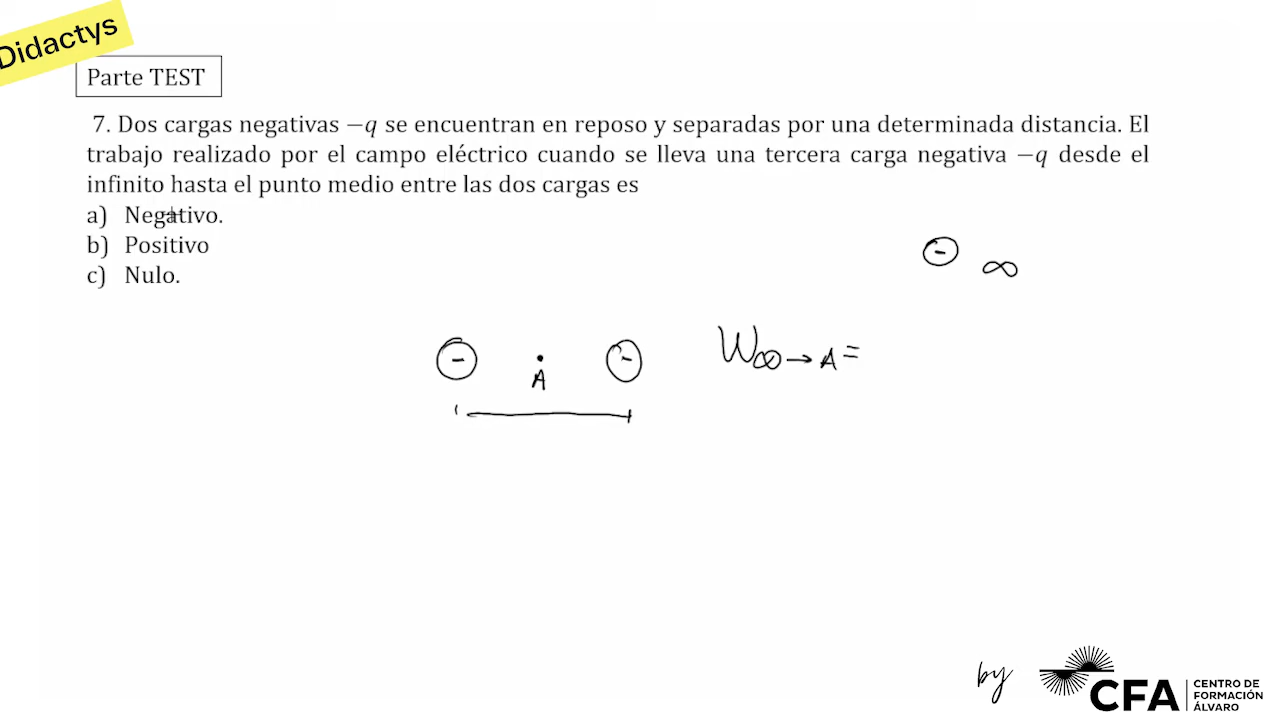 Didactys
Parte TEST
7. Dos cargas negativas −q se encuentran en reposo y separadas por una determinada distancia. El
trabajo realizado por el campo eléctrico cuando se lleva una tercera carga negativa −q desde el
infinito hasta el punto medio entre las dos cargas es
a) Negativo.
b) Positivo
c) Nulo.
- ∞
- A -
W∞→A =
by CFA
CENTRO DE
FORMACIÓN
ÁLVARO